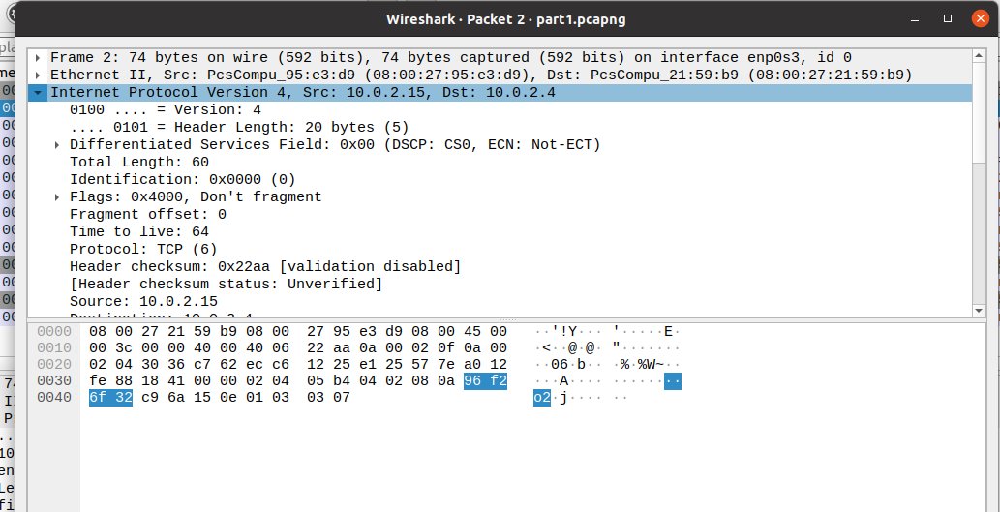 Wireshark · Packet 2 · part1.pcapng
Frame 2: 74 bytes on wire (592 bits), 74 bytes captured (592 bits) on interface enp0s3, id 0
Ethernet II, Src: PcsCompu_95:e3:d9 (08:00:27:95:e3:d9), Dst: PcsCompu_21:59:b9 (08:00:27:21:59:b9)
Internet Protocol Version 4, Src: 10.0.2.15, Dst: 10.0.2.4
0100 .... = Version: 4
.... 0101 = Header Length: 20 bytes (5)
Differentiated Services Field: 0x00 (DSCP: CS0, ECN: Not-ECT)
Total Length: 60
Identification: 0x0000 (0)
Flags: 0x4000, Don't fragment
Fragment offset: 0
Time to live: 64
Protocol: TCP (6)
Header checksum: 0x22aa [validation disabled]
[Header checksum status: Unverified]
Source: 10.0.2.15
Destination: 10.0.2.4
0000 08 00 27 21 59 b9 08 00 27 95 e3 d9 08 00 45 00 ··'!Y··· '·····E·
0010 00 3c 00 00 40 00 40 06 22 aa 0a 00 02 0f 0a 00 ·<··@·@· "·······
0020 02 04 30 36 c7 62 ec c6 12 25 e1 25 57 7e a0 12 ··06·b·· ·%·%W~··
0030 fe 88 18 41 00 00 02 04 05 b4 04 02 08 0a 96 f2 ···A···· ········
0040 6f 32 c9 6a 15 0e 01 03 03 07 o2·j···· ··